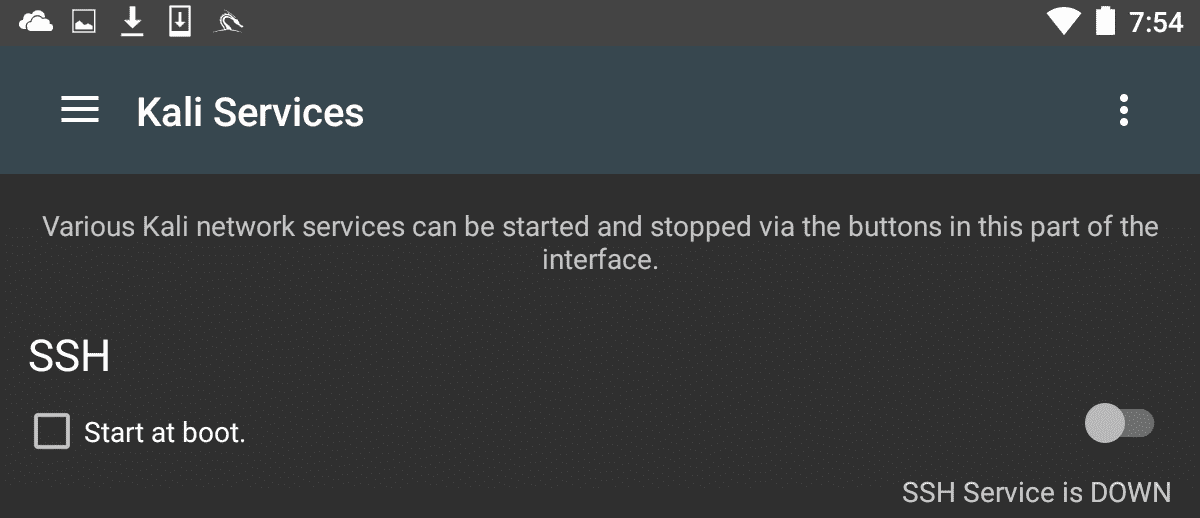 7:54
Kali Services
Various Kali network services can be started and stopped via the buttons in this part of the
interface.
SSH
Start at boot.
SSH Service is DOWN